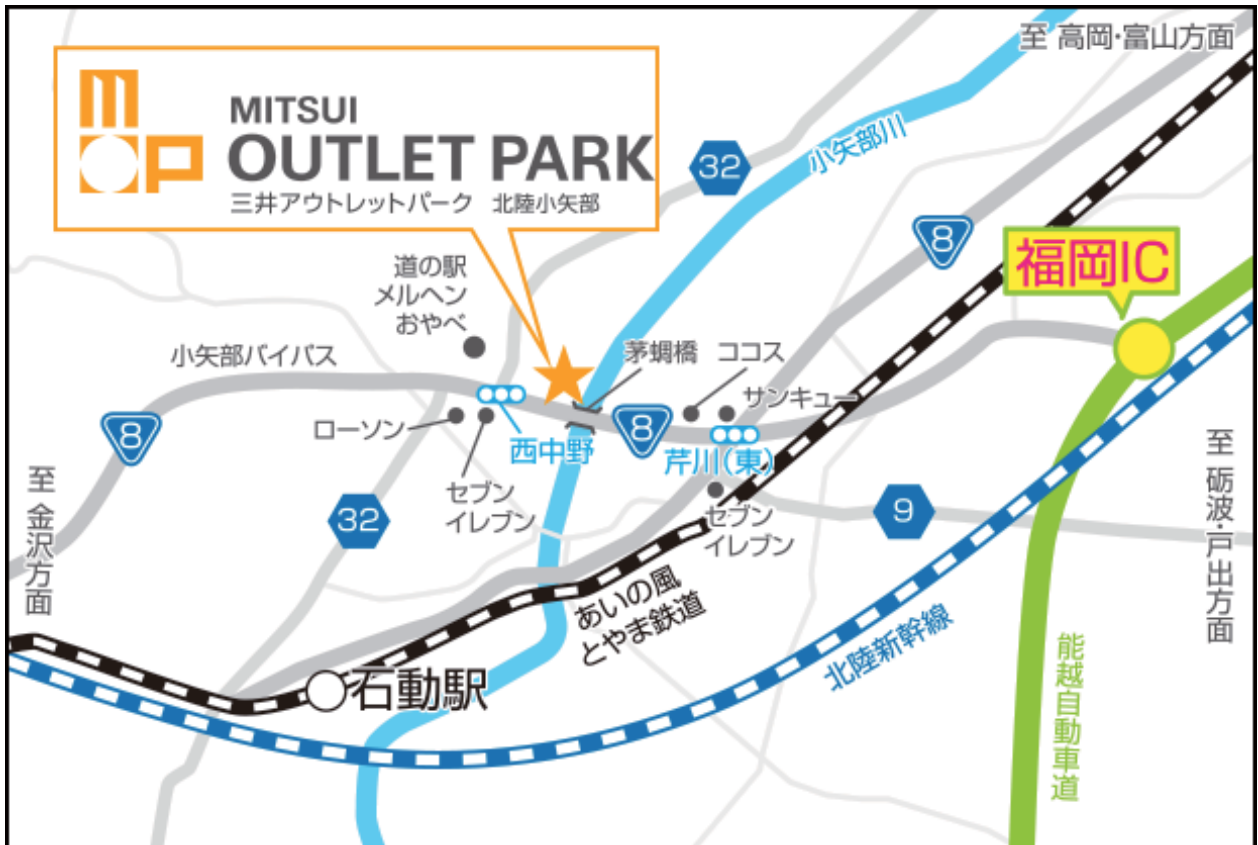 至 高岡・富山方面
mop
MITSUI
OUTLET PARK
三井アウトレットパーク 北陸小矢部
32
小矢部川
8
福岡IC
道の駅
メルヘン
おやべ
小矢部バイパス
茅蜩橋
ココス
サンキュー
8
ローソン
西中野
8
芹川(東)
至 金沢方面
セブン
イレブン
32
セブン
イレブン
9
至 砺波・戸出方面
あいの風
とやま鉄道
北陸新幹線
能越自動車道
石動駅